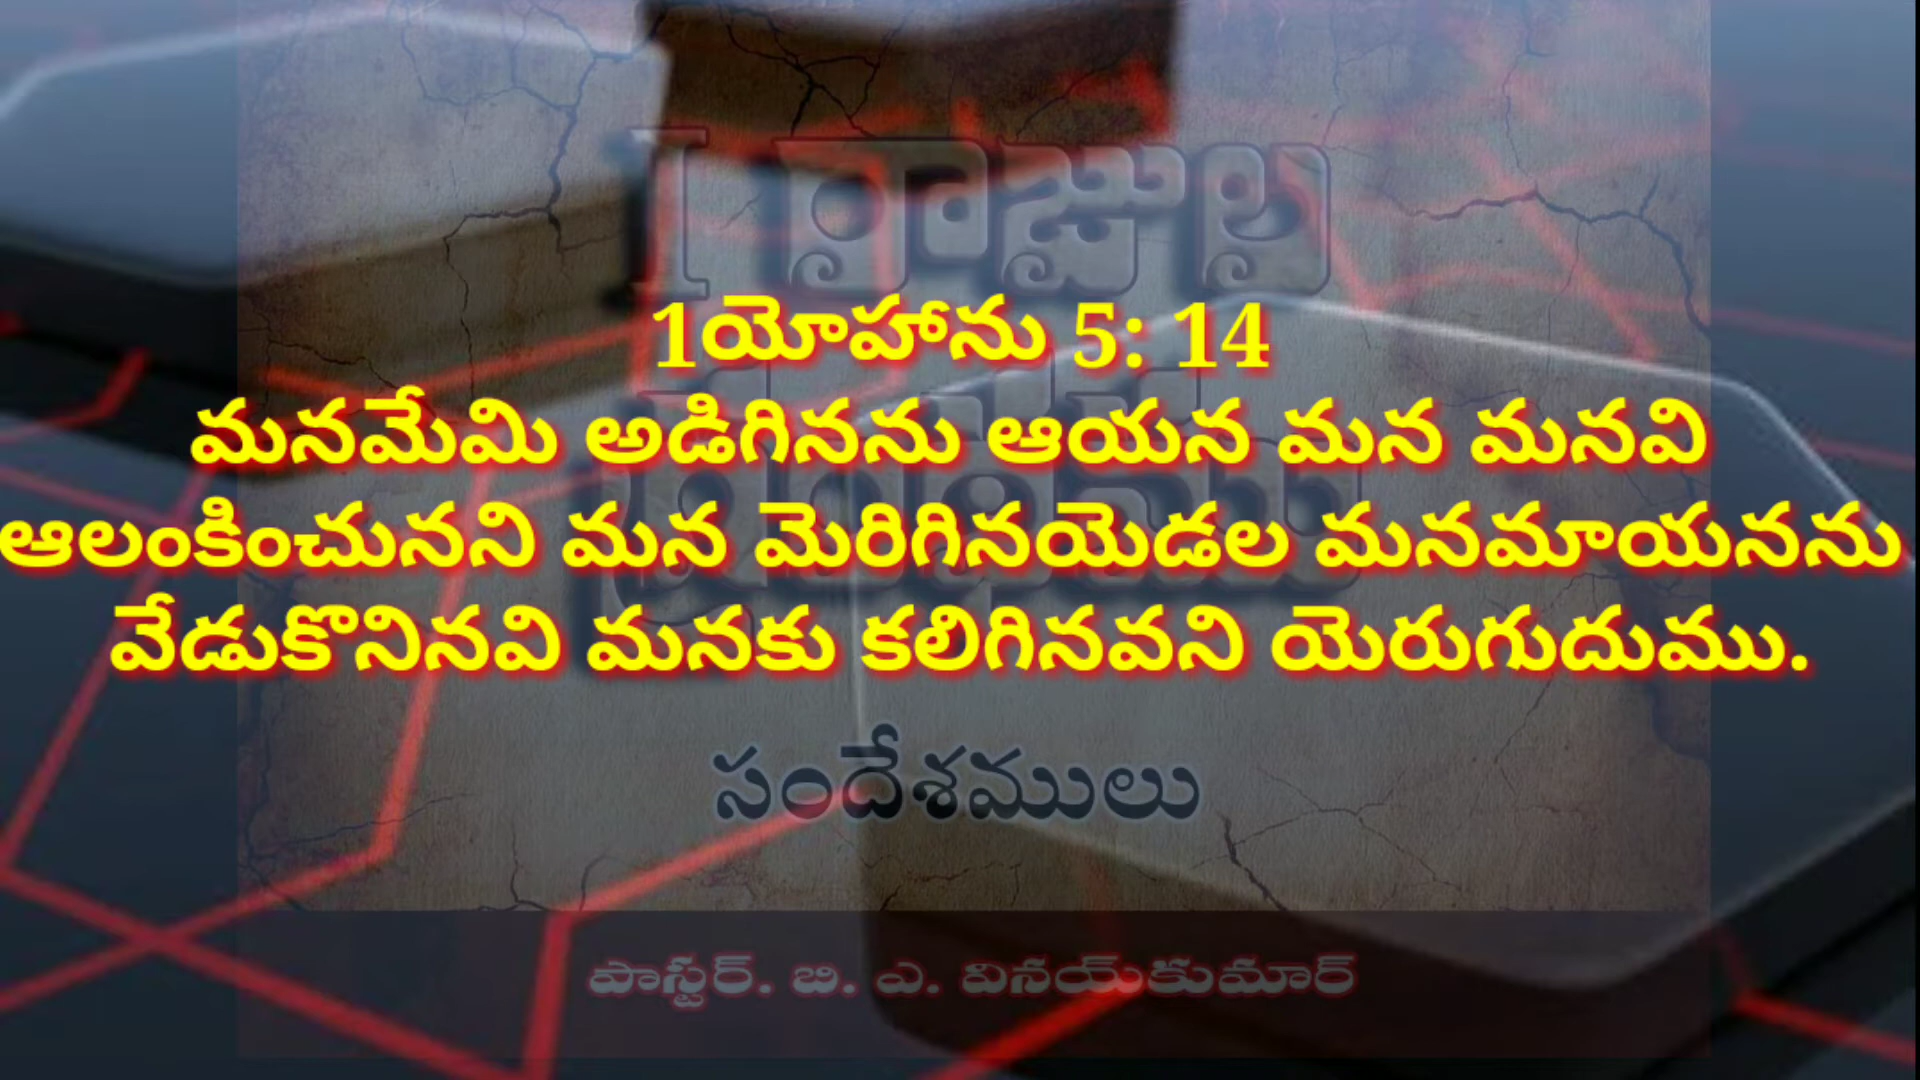 I రాజుల
1యోహాను 5: 14
మనమేమి అడిగినను ఆయన మన మనవి
ఆలంకించునని మన మెరిగినయెడల మనమాయనను
వేడుకొనినవి మనకు కలిగినవని యెరుగుదుము.
సందేశములు
పాస్టర్. బి. ఎ. వినయ్‌కుమార్